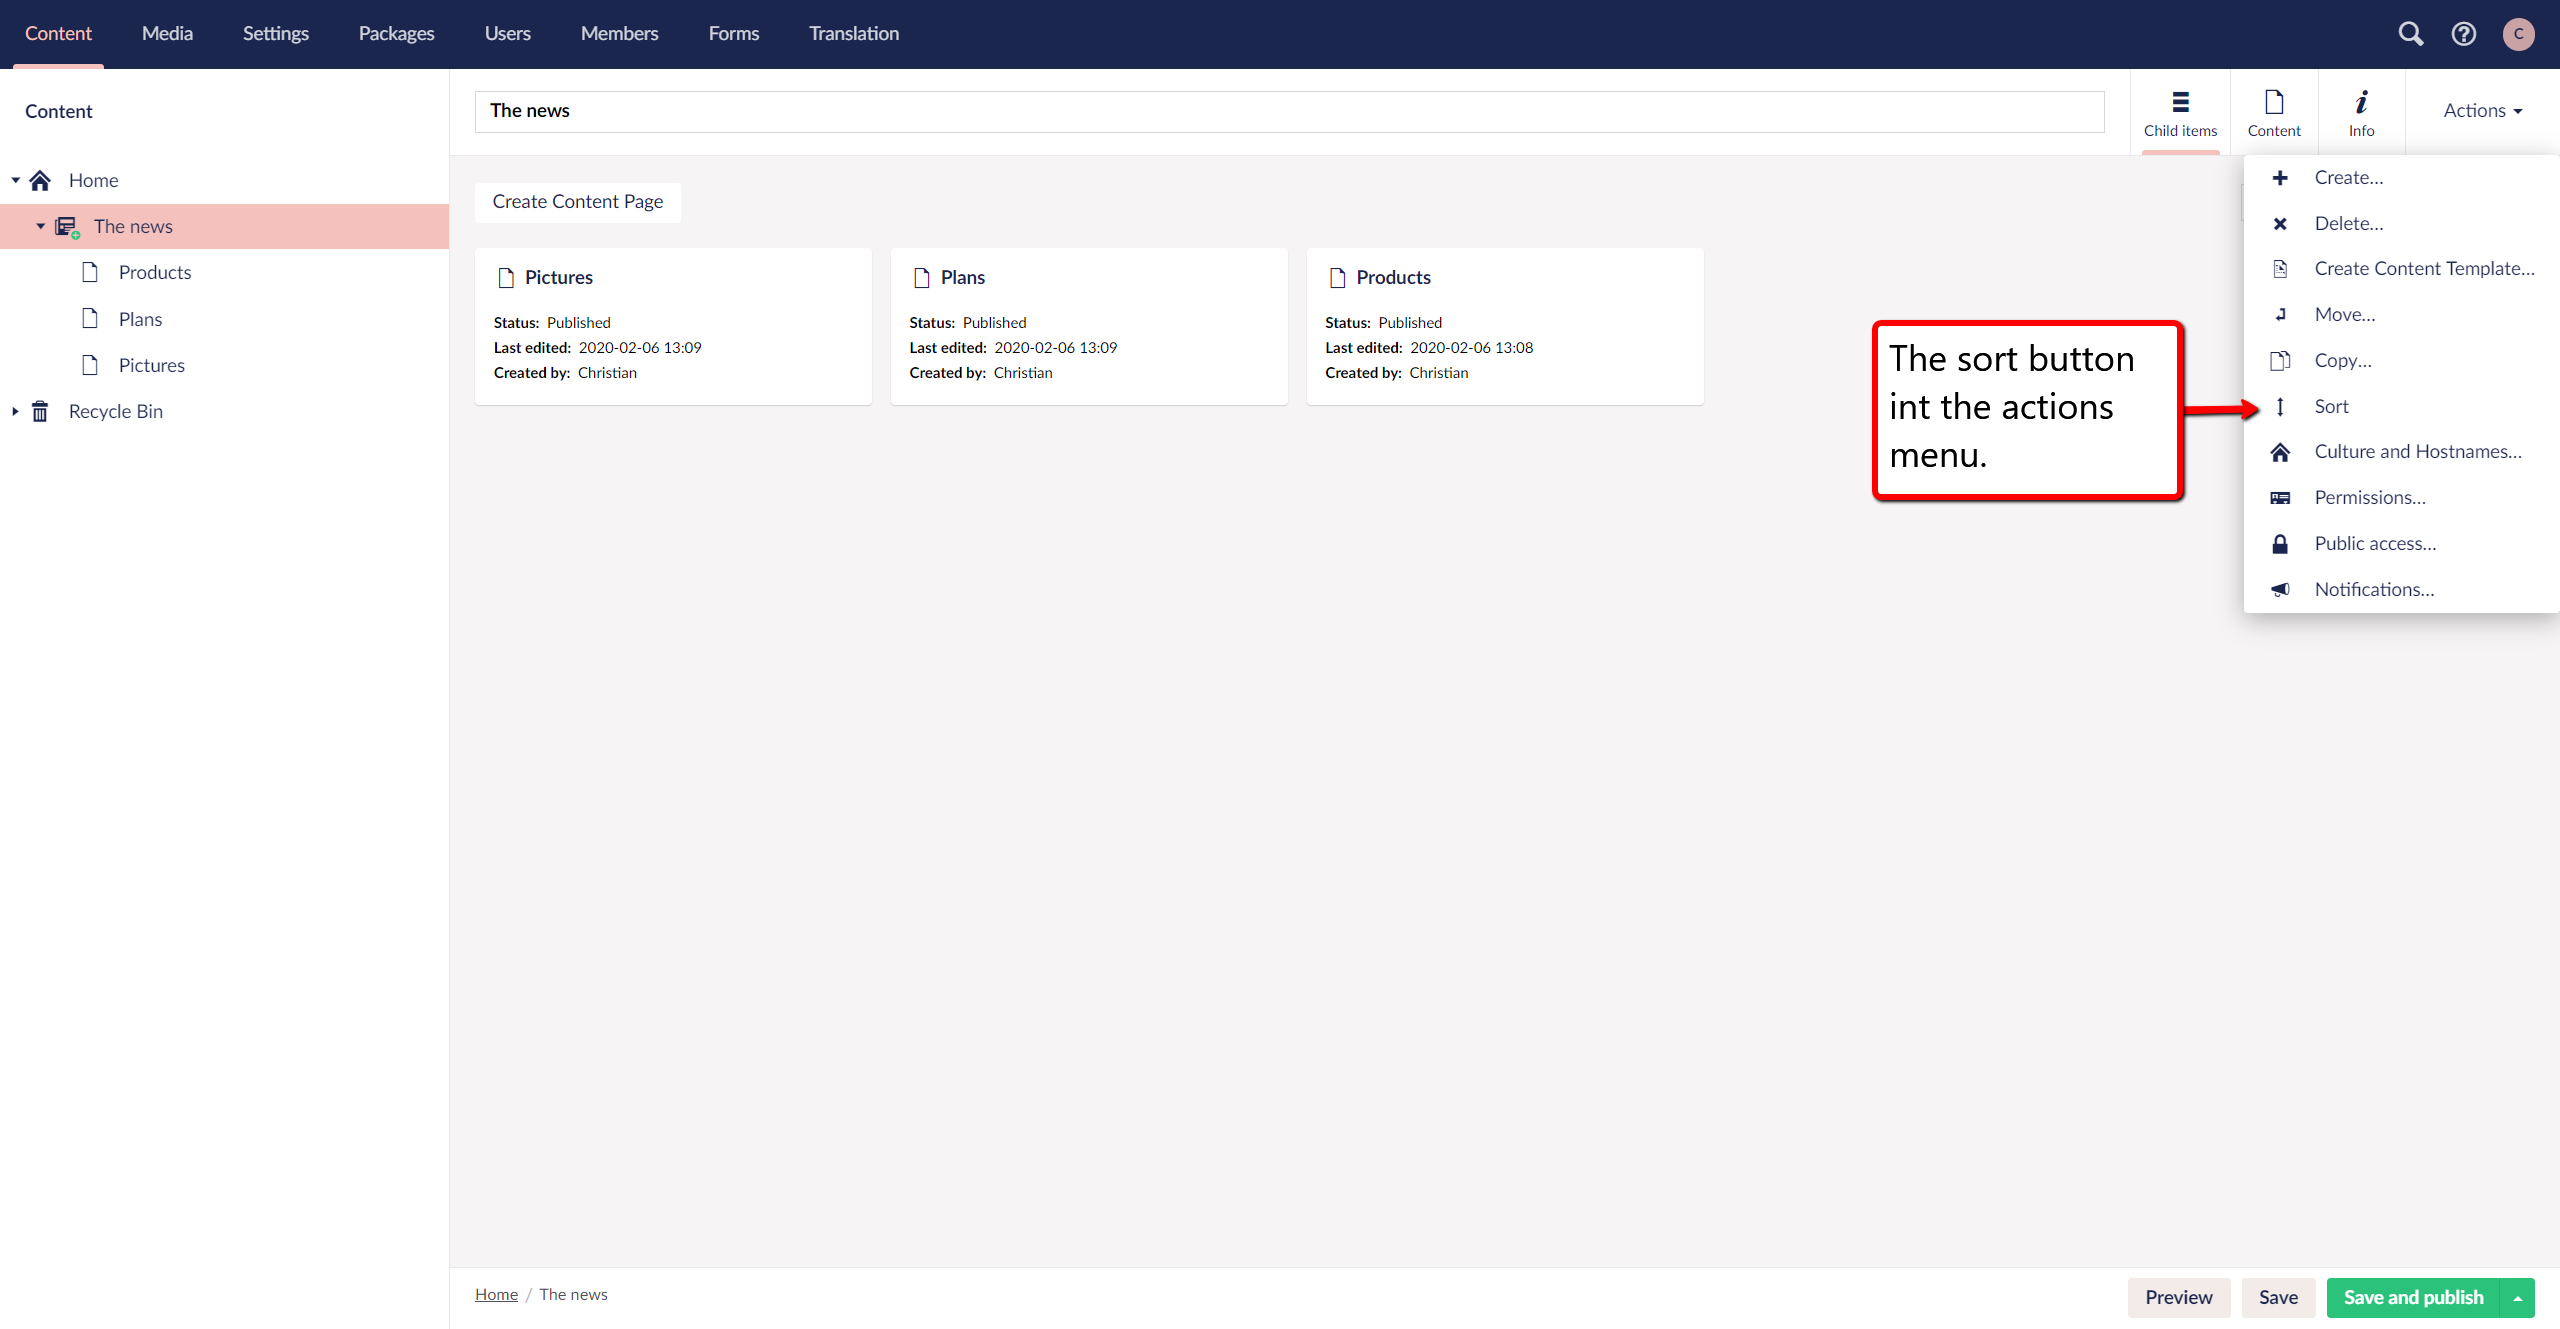 Content Media Settings Packages Users Members Forms Translation C
Content
Home
The news
Products
Plans
Pictures
Recycle Bin
The news
Child items Content Info Actions
Create Content Page
Pictures
Status: Published
Last edited: 2020-02-06 13:09
Created by: Christian
Plans
Status: Published
Last edited: 2020-02-06 13:09
Created by: Christian
Products
Status: Published
Last edited: 2020-02-06 13:08
Created by: Christian
The sort button
int the actions
menu.
Create...
Delete...
Create Content Template...
Move...
Copy...
Sort
Culture and Hostnames...
Permissions...
Public access...
Notifications...
Home / The news
Preview Save Save and publish